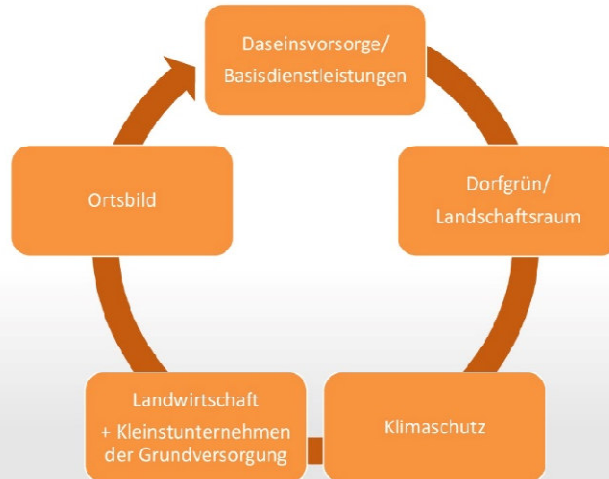 Daseinsvorsorge/
Basisdienstleistungen
Dorfgrün/
Landschaftsraum
Klimaschutz
Landwirtschaft
+ Kleinstunternehmen
der Grundversorgung
Ortsbild